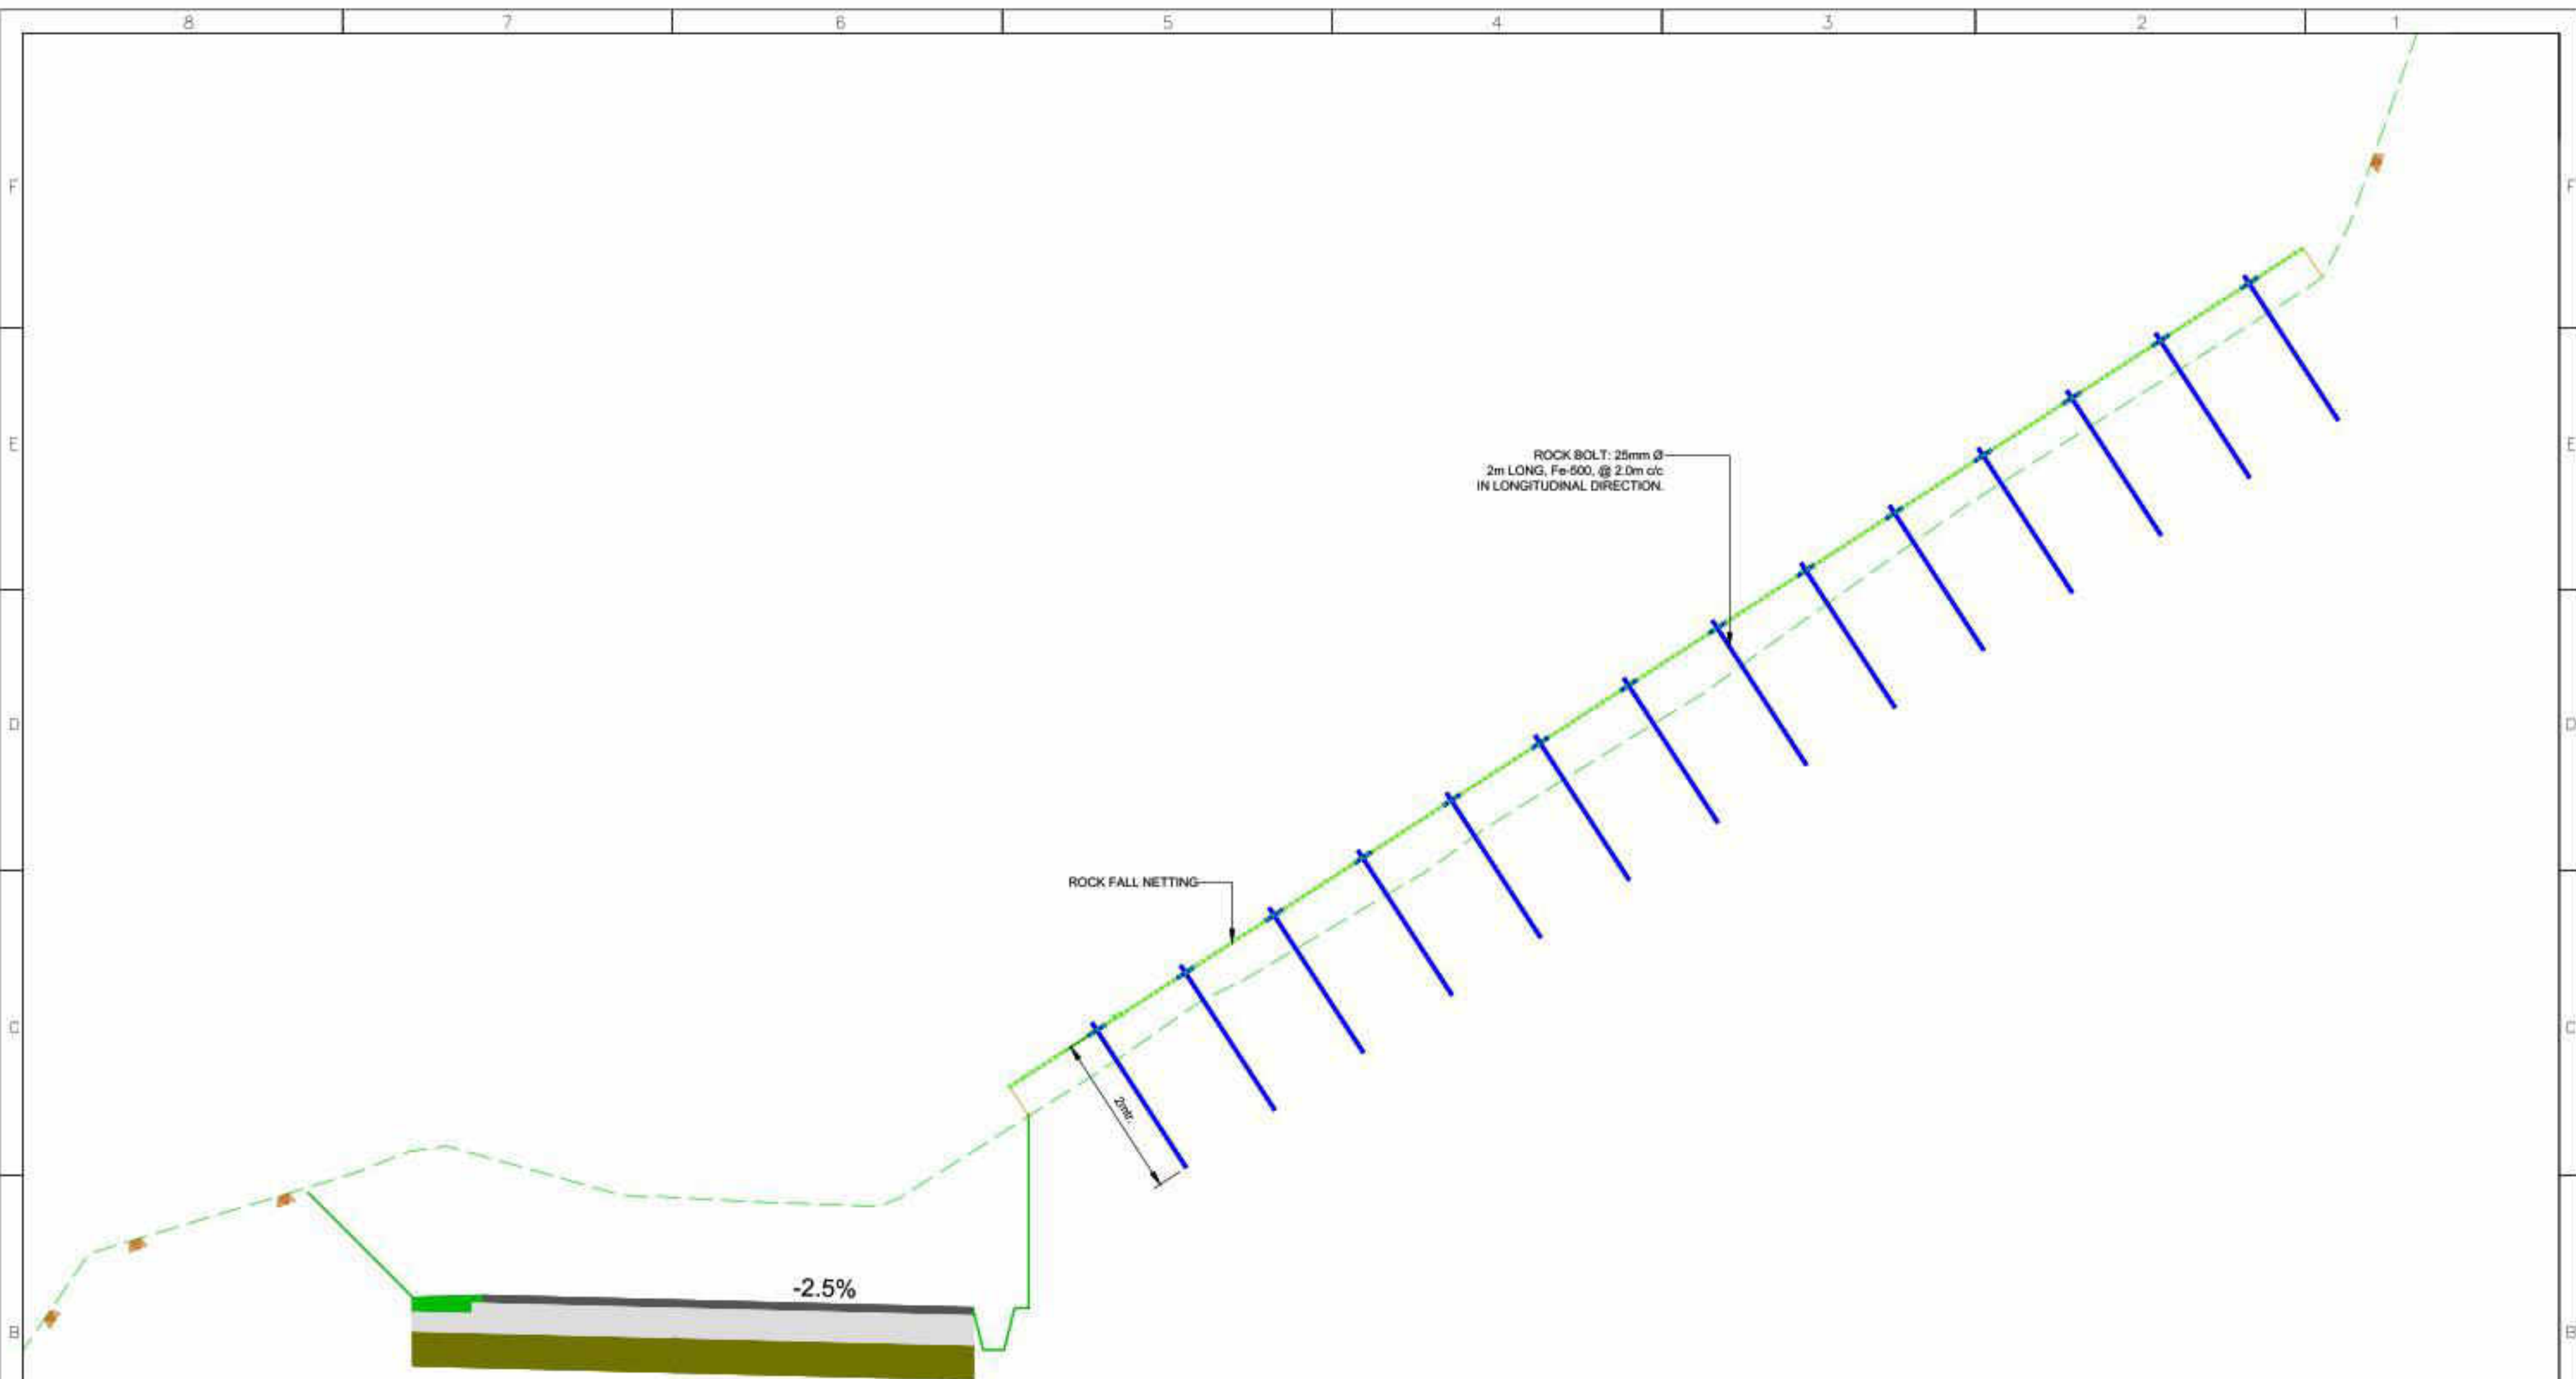 8 7 6 5 4 3 2 1
F F
ROCK BOLT: 25mm Ø
2m LONG, Fe-500, @ 2.0m c/c
IN LONGITUDINAL DIRECTION.
E E
D D
ROCK FALL NETTING
C C
2mtr.
-2.5%
B B